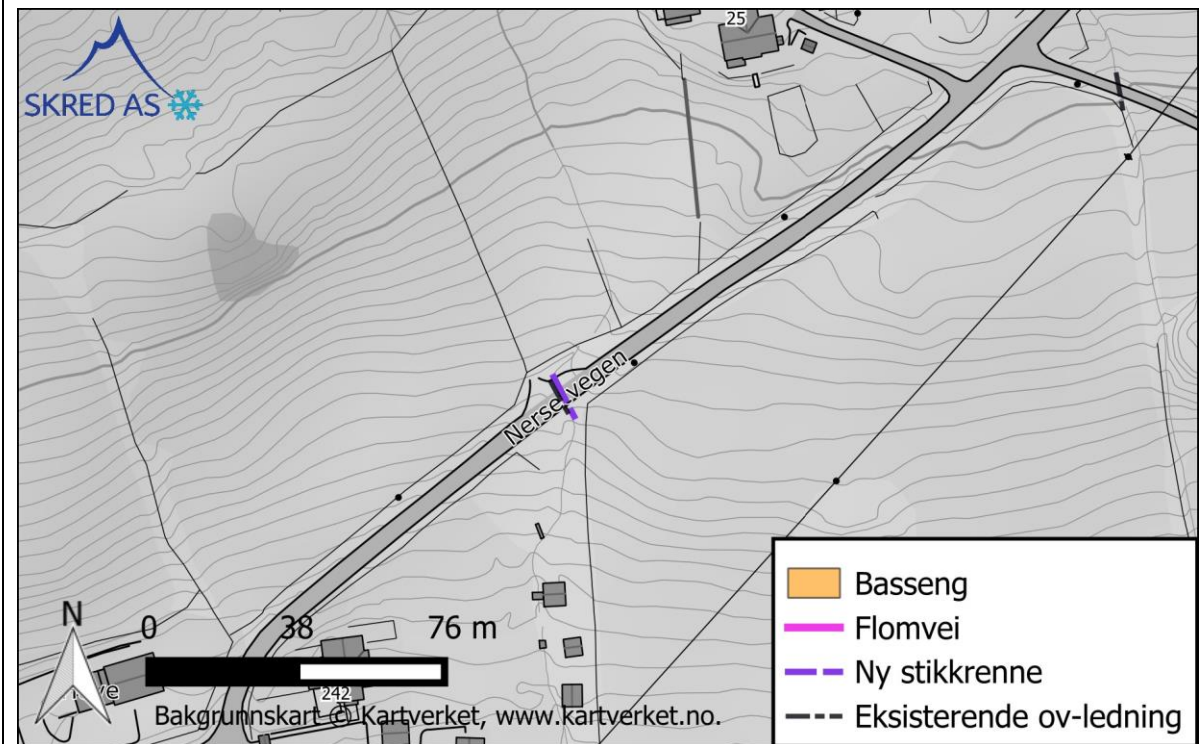 25
SKRED AS
Nerselvegen
N
0 38 76 m
242
Bakgrunnskart © Kartverket, www.kartverket.no.
Basseng
Flomvei
Ny stikkrenne
Eksisterende ov-ledning